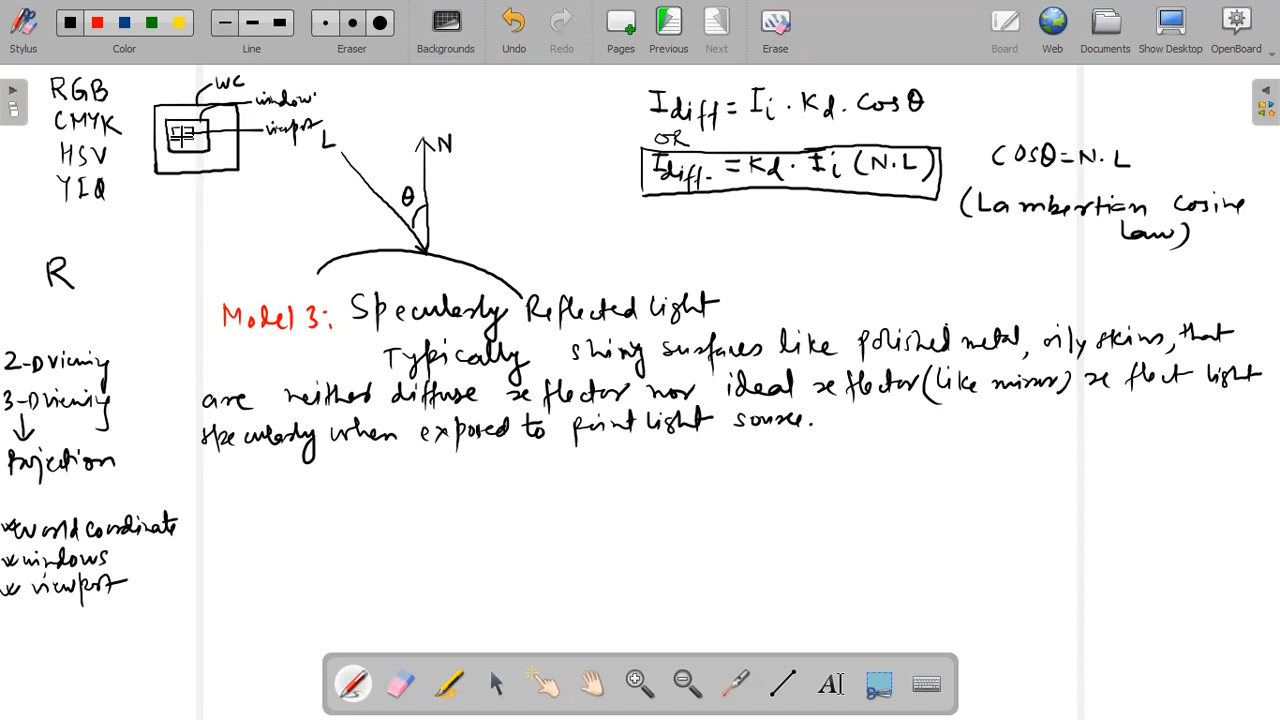 Stylus
Color
Line
Eraser
Backgrounds
Undo
Redo
Pages
Previous
Next
Erase
Board
Web
Documents
Show Desktop
OpenBoard
RGB
CMYK
HSV
YIQ
WC
window
viewport
L
N
θ
Idiff = Ii . Kd. cosθ
OR
Idiff. = Kd. Ii (N.L)
cosθ=N.L
(Lambertian cosine
law)
R
Model 3: Specularly Reflected light
Typically shiny surfaces like polished metal, oily skins, that
are neither diffuse reflector nor ideal reflector (like mirror) reflect light
specularly when exposed to point light source.
2-D viewing
3-D viewing
Projection
*World coordinate
*windows
* viewport